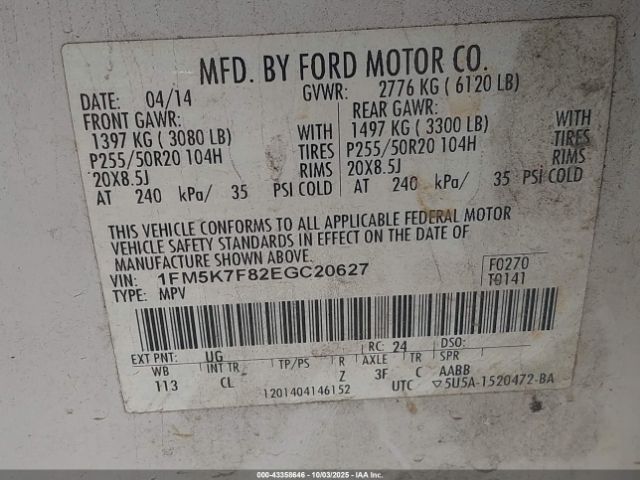 MFD. BY FORD MOTOR CO.
DATE: 04/14 GVWR: 2776 KG ( 6120 LB)
FRONT GAWR: REAR GAWR:
1397 KG ( 3080 LB) WITH 1497 KG ( 3300 LB) WITH
P255/50R20 104H TIRES P255/50R20 104H TIRES
20X8.5J RIMS 20X8.5J RIMS
AT 240 kPa/ 35 PSI COLD AT 240 kPa/ 35 PSI COLD
THIS VEHICLE CONFORMS TO ALL APPLICABLE FEDERAL MOTOR
VEHICLE SAFETY STANDARDS IN EFFECT ON THE DATE OF
MANUFACTURE SHOWN ABOVE.
VIN: 1FM5K7F82EGC20627 F0270
TYPE: MPV T0141
EXT PNT: UG RC: 24 DSO:
WB INT TR TP/PS R AXLE TR SPR
113 CL Z 3F C AABB
1201404146152 UTC ▽5U5A-1520472-BA
000-43358646 - 10/03/2025 - IAA Inc.